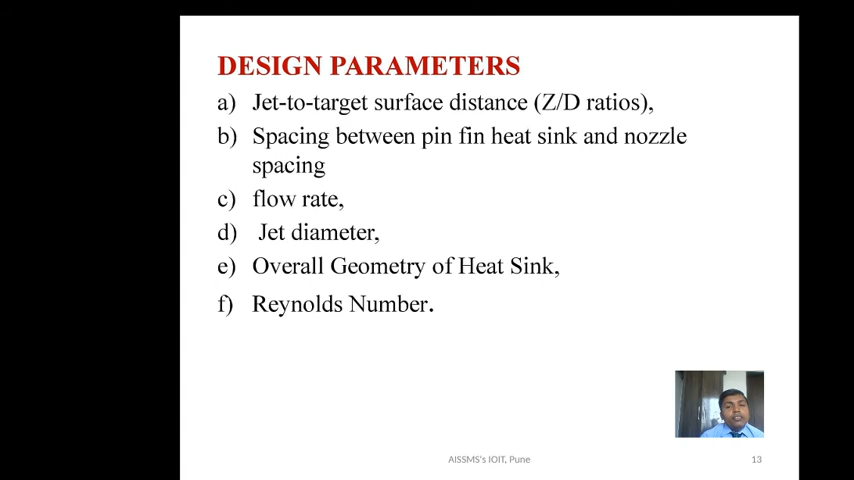 DESIGN PARAMETERS
a) Jet-to-target surface distance (Z/D ratios),
b) Spacing between pin fin heat sink and nozzle
spacing
c) flow rate,
d) Jet diameter,
e) Overall Geometry of Heat Sink,
f) Reynolds Number.
AISSMS's IOIT, Pune
13